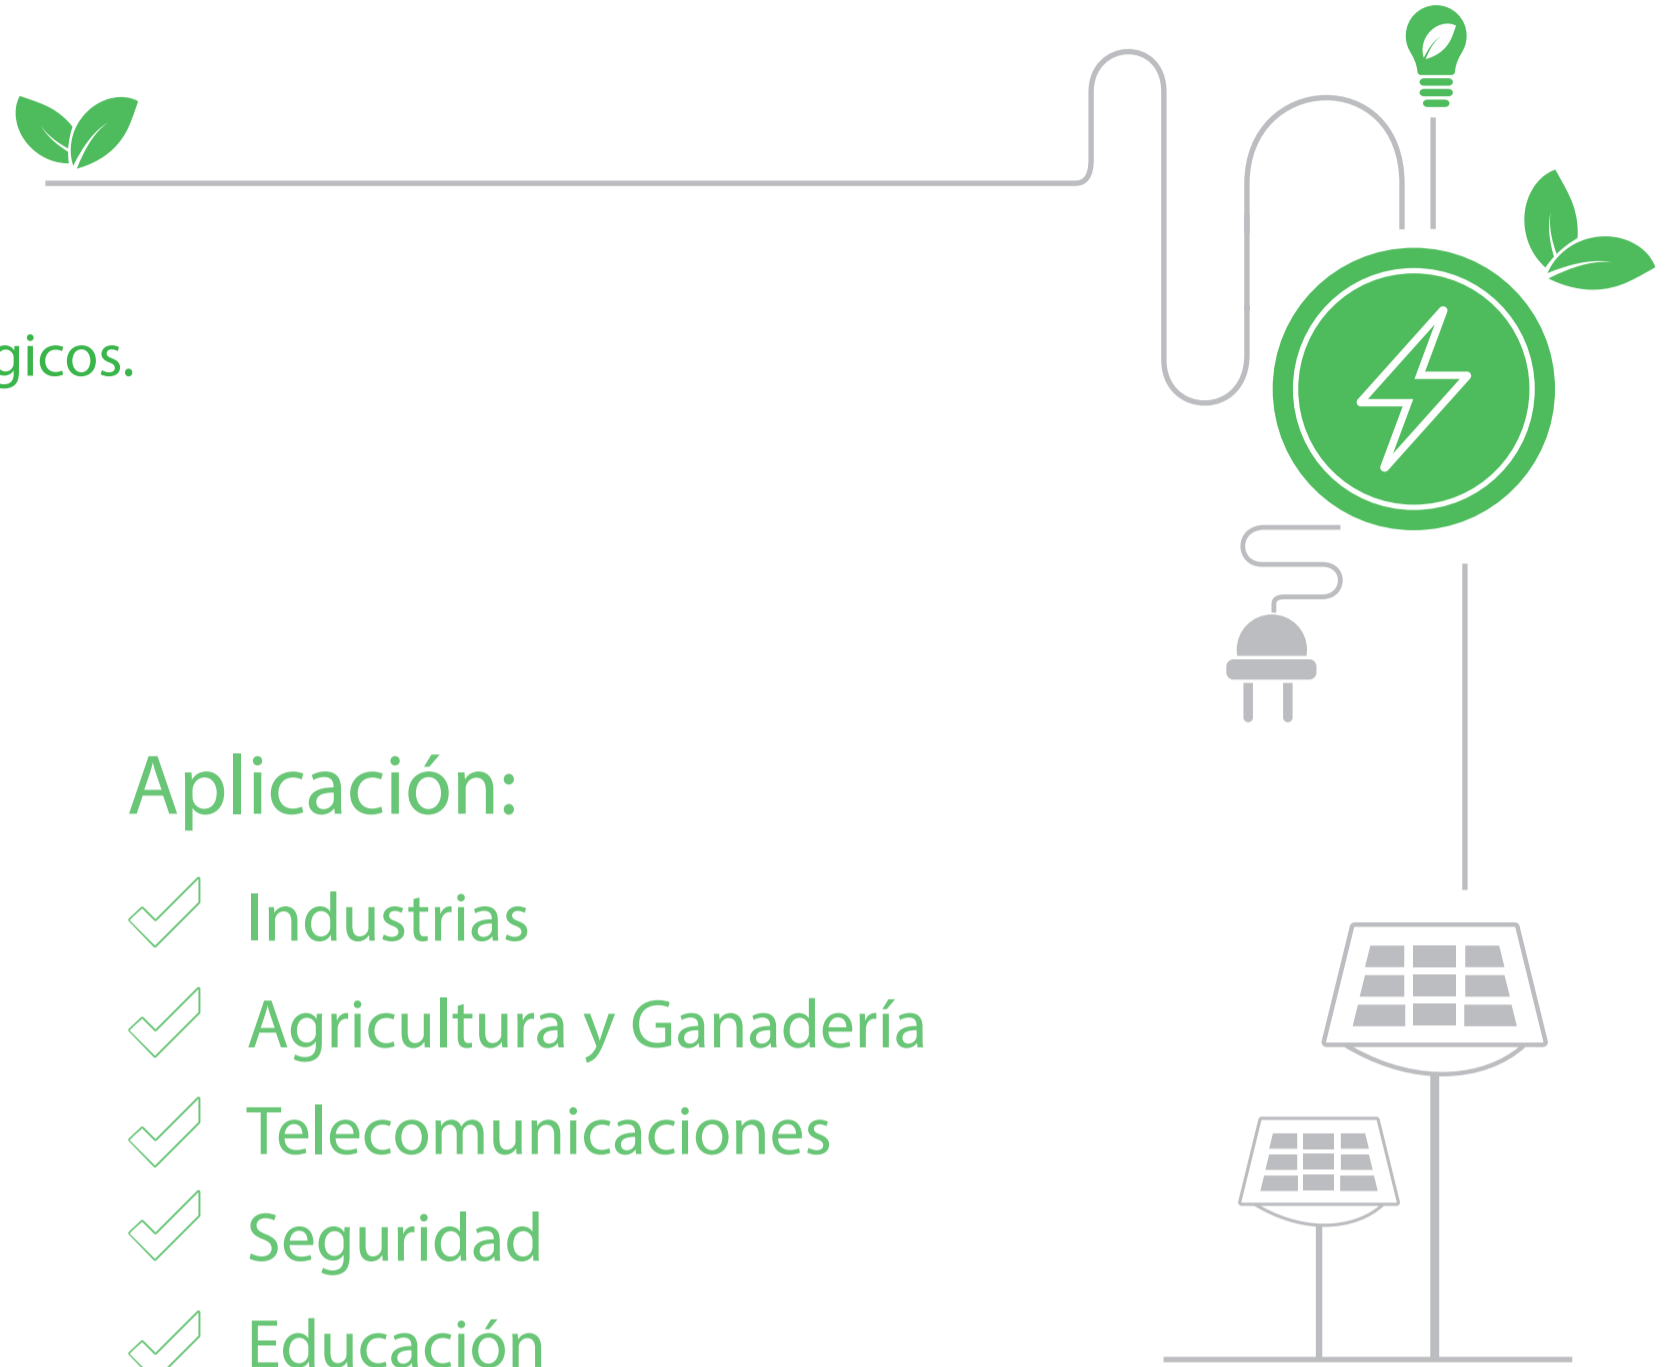 gicos.
Aplicación:
Industrias
Agricultura y Ganadería
Telecomunicaciones
Seguridad
Educación